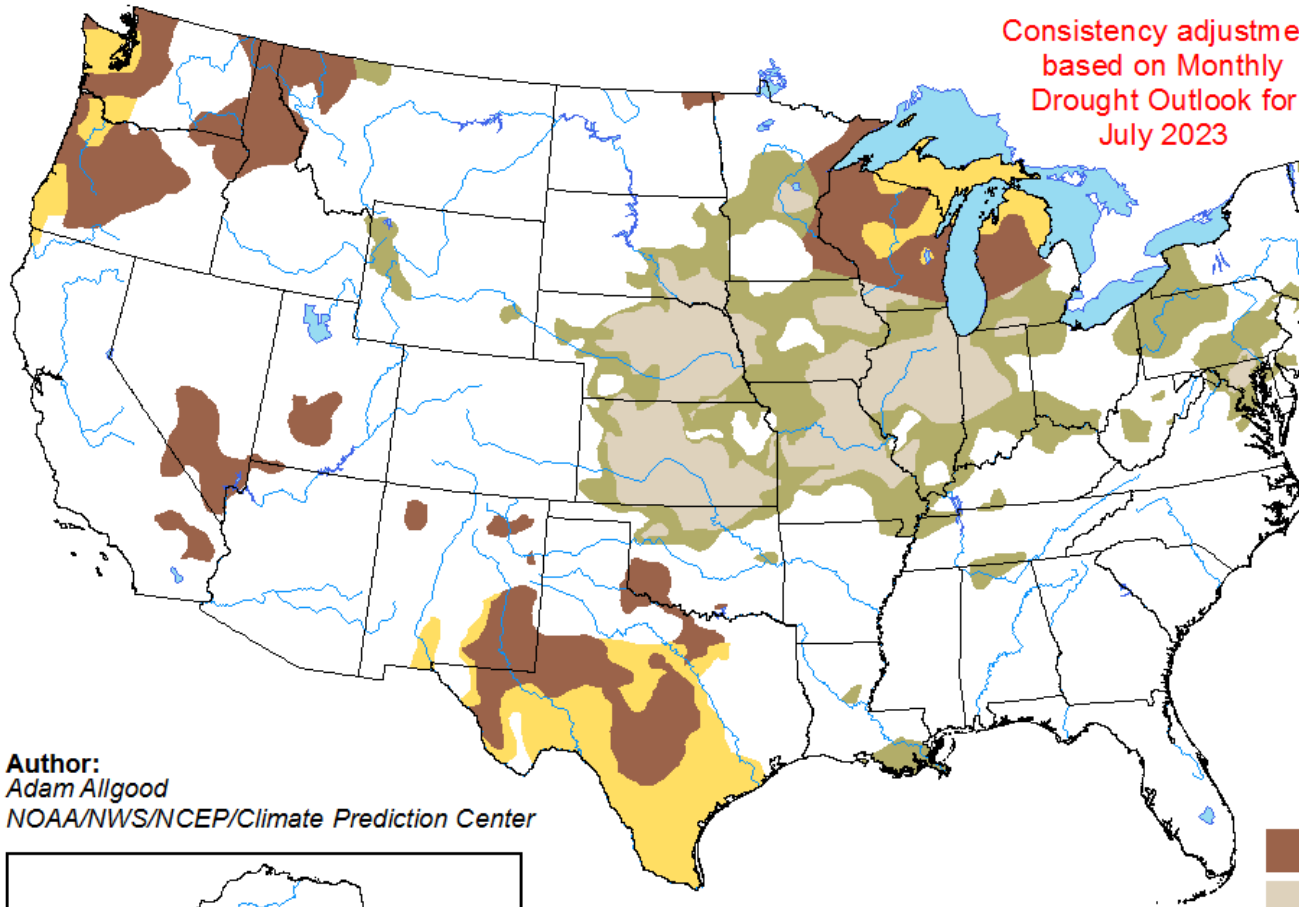 Consistency adjustme
based on Monthly
Drought Outlook for
July 2023
Author:
Adam Allgood
NOAA/NWS/NCEP/Climate Prediction Center